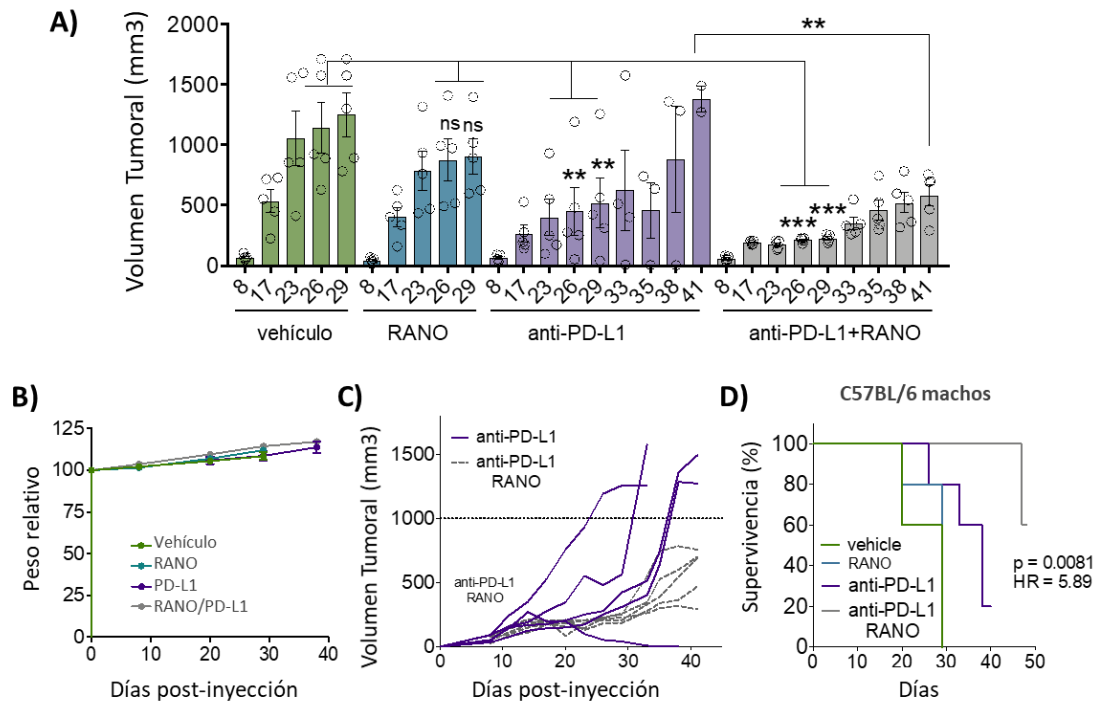 A)
Volumen Tumoral (mm3)
2000
1500
1000
500
0
**
ns ns
** **
*** ***
8 17 23 26 29
8 17 23 26 29
8 17 23 26 29 33 35 38 41
8 17 23 26 29 33 35 38 41
vehículo
RANO
anti-PD-L1
anti-PD-L1+RANO
B)
Peso relativo
125
100
75
50
25
0
Vehículo
RANO
PD-L1
RANO/PD-L1
0 10 20 30 40
Días post-inyección
C)
Volumen Tumoral (mm3)
1500
1000
500
0
anti-PD-L1
anti-PD-L1
RANO
anti-PD-L1
RANO
0 10 20 30 40
Días post-inyección
D)
C57BL/6 machos
Supervivencia (%)
100
80
60
40
20
0
vehicle
RANO
anti-PD-L1
anti-PD-L1
RANO
p = 0.0081
HR = 5.89
0 10 20 30 40 50
Días